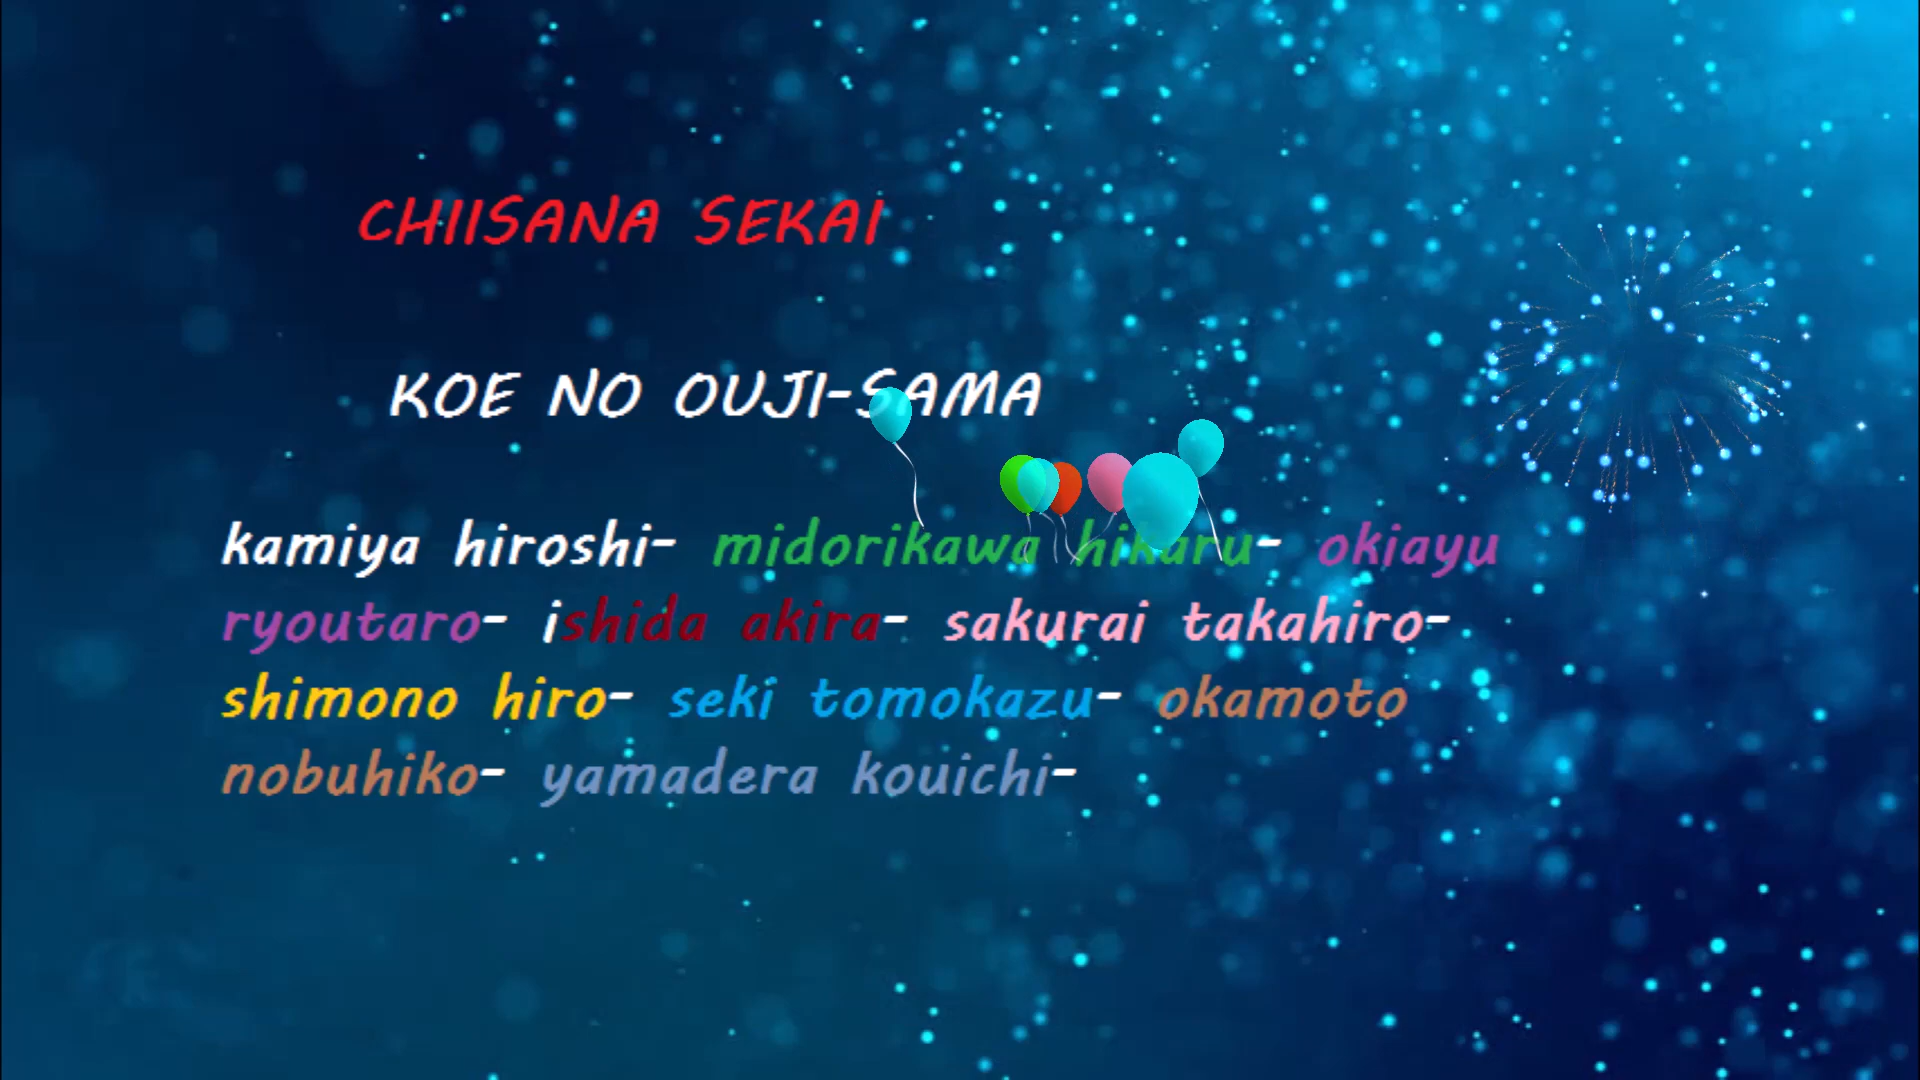 CHIISANA SEKAI
KOE NO OUJI-SAMA
kamiya hiroshi- midorikawa hikaru- okiayu
ryoutaro- ishida akira- sakurai takahiro-
shimono hiro- seki tomokazu- okamoto
nobuhiko- yamadera kouichi-